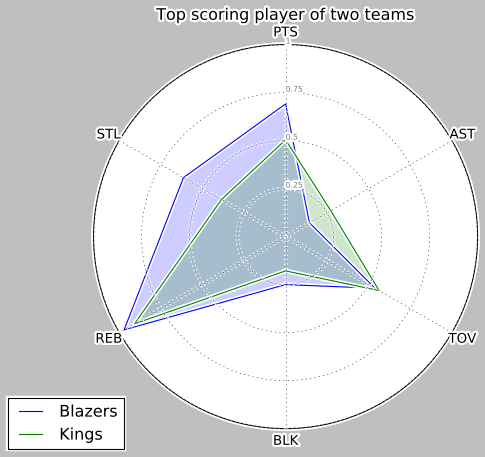 Top scoring player of two teams
PTS
1
0.75
STL
AST
0.5
0.25
REB
TOV
BLK
Blazers
Kings